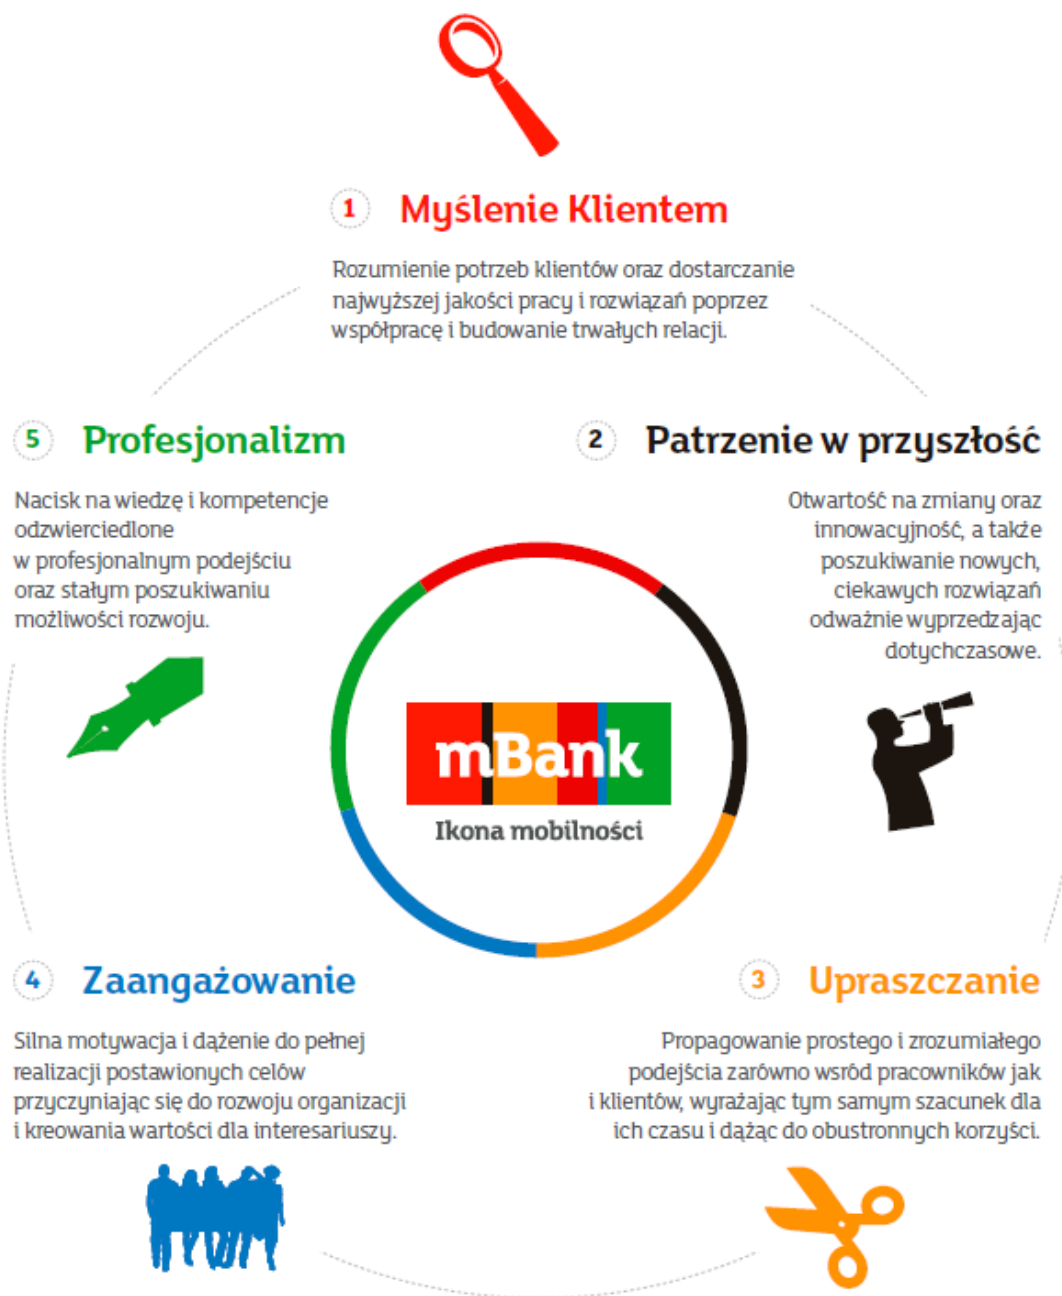 1 Myślenie Klientem
Rozumienie potrzeb klientów oraz dostarczanie
najwyższej jakości pracy i rozwiązań poprzez
współpracę i budowanie trwałych relacji.
5 Profesjonalizm
Nacisk na wiedzę i kompetencje
odzwierciedlone
w profesjonalnym podejściu
oraz stałym poszukiwaniu
możliwości rozwoju.
2 Patrzenie w przyszłość
Otwartość na zmiany oraz
innowacyjność, a także
poszukiwanie nowych,
ciekawych rozwiązań
odważnie wyprzedzając
dotychczasowe.
mBank
Ikona mobilności
4 Zaangażowanie
Silna motywacja i dążenie do pełnej
realizacji postawionych celów
przyczyniając się do rozwoju organizacji
i kreowania wartości dla interesariuszy.
3 Upraszczanie
Propagowanie prostego i zrozumiałego
podejścia zarówno wsród pracowników jak
i klientów, wyrażając tym samym szacunek dla
ich czasu i dążąc do obustronnych korzyści.